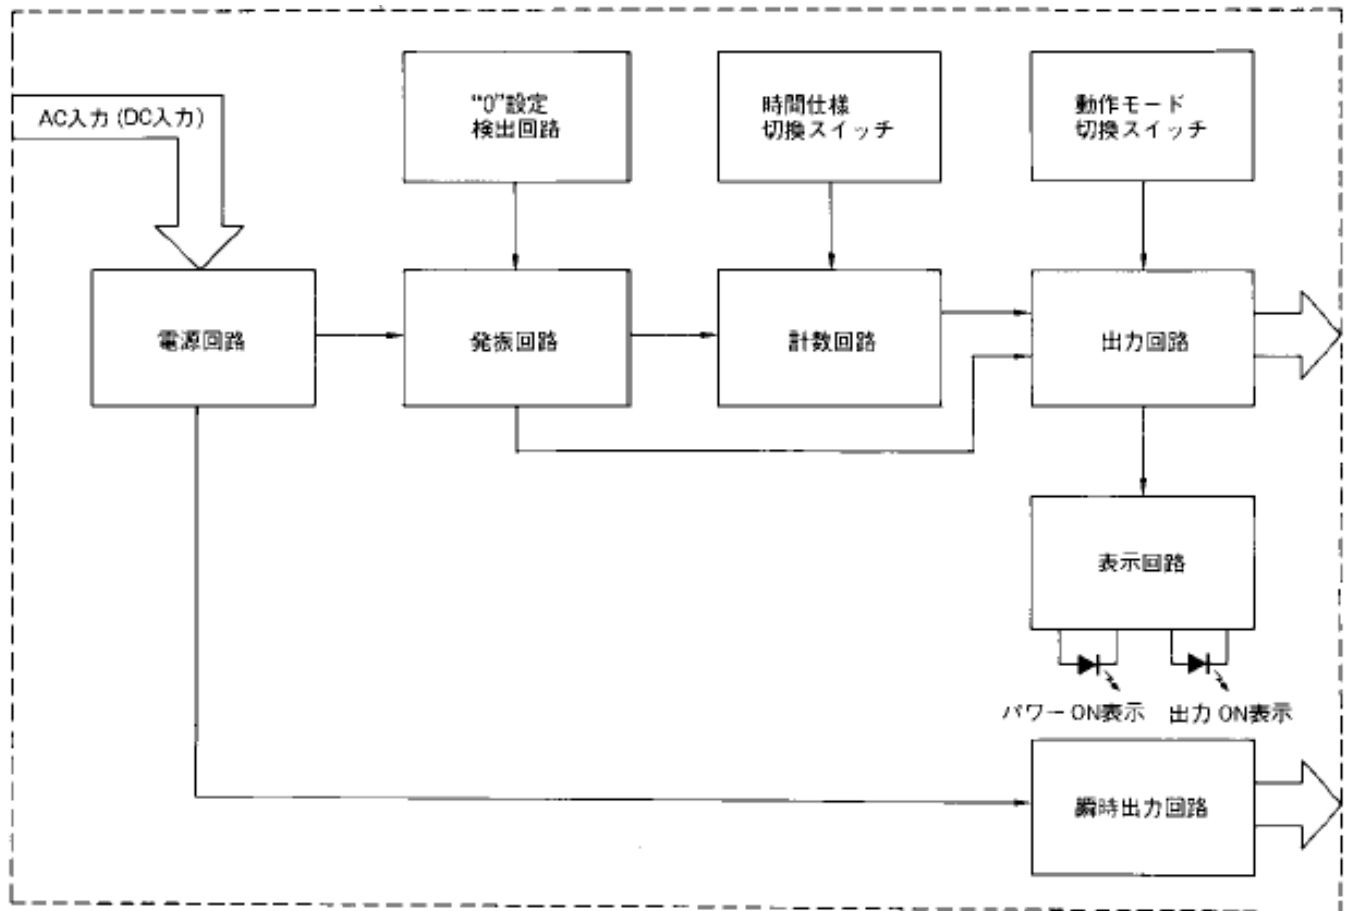 AC入力 (DC入力)
“0”設定
検出回路
時間仕様
切換スイッチ
動作モード
切換スイッチ
電源回路
発振回路
計数回路
出力回路
表示回路
パワー ON表示
出力 ON表示
瞬時出力回路